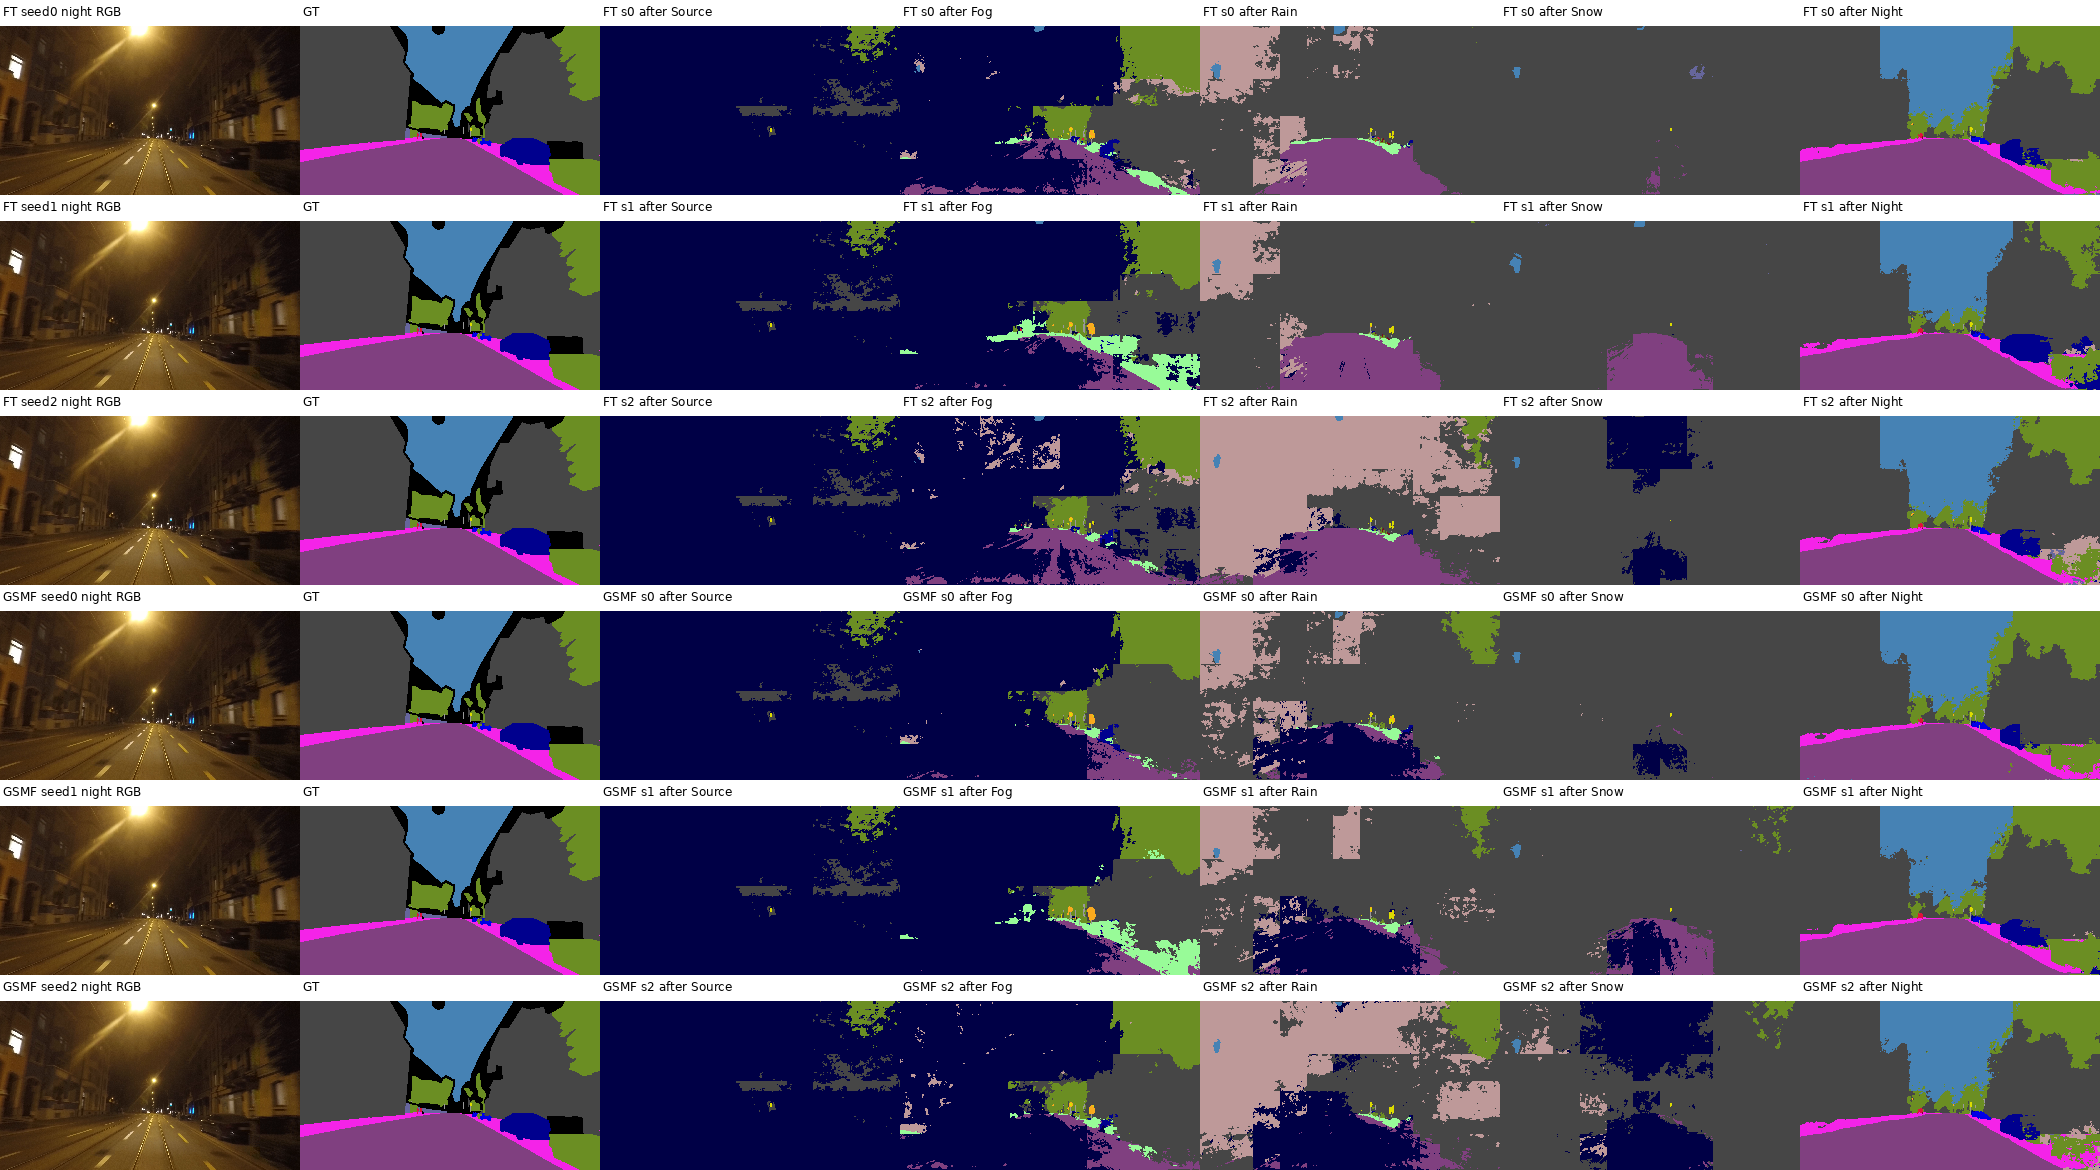 FT seed0 night RGB GT FT s0 after Source FT s0 after Fog FT s0 after Rain FT s0 after Snow FT s0 after Night
FT seed1 night RGB GT FT s1 after Source FT s1 after Fog FT s1 after Rain FT s1 after Snow FT s1 after Night
FT seed2 night RGB GT FT s2 after Source FT s2 after Fog FT s2 after Rain FT s2 after Snow FT s2 after Night
GSMF seed0 night RGB GT GSMF s0 after Source GSMF s0 after Fog GSMF s0 after Rain GSMF s0 after Snow GSMF s0 after Night
GSMF seed1 night RGB GT GSMF s1 after Source GSMF s1 after Fog GSMF s1 after Rain GSMF s1 after Snow GSMF s1 after Night
GSMF seed2 night RGB GT GSMF s2 after Source GSMF s2 after Fog GSMF s2 after Rain GSMF s2 after Snow GSMF s2 after Night